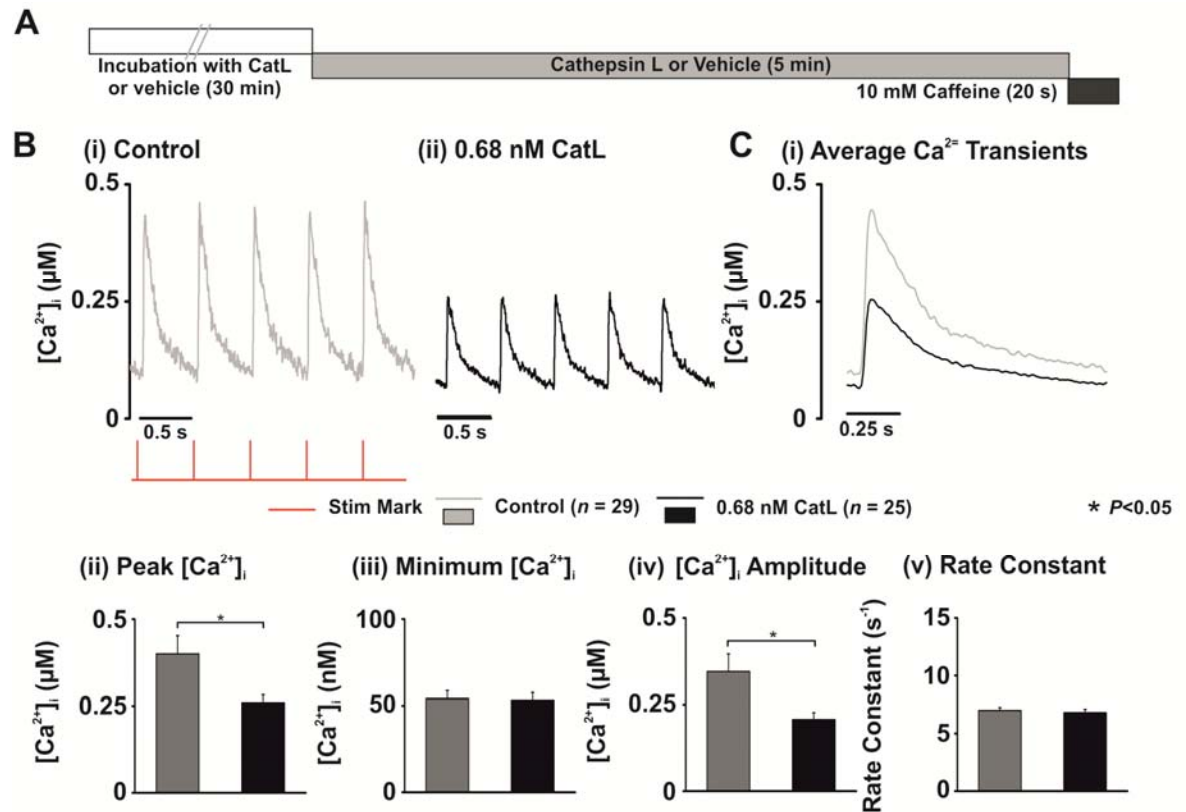 A
Incubation with CatL
or vehicle (30 min)
Cathepsin L or Vehicle (5 min)
10 mM Caffeine (20 s)
B
(i) Control
(ii) 0.68 nM CatL
C
(i) Average Ca²⁼ Transients
0.5
0.25
0
[Ca²⁺]ᵢ (µM)
0.5 s
0.5 s
0.5
0.25
0
[Ca²⁺]ᵢ (µM)
0.25 s
Stim Mark
Control (n = 29)
0.68 nM CatL (n = 25)
* P<0.05
(ii) Peak [Ca²⁺]ᵢ
0.5
0.25
0
[Ca²⁺]ᵢ (µM)
*
(iii) Minimum [Ca²⁺]ᵢ
100
50
0
[Ca²⁺]ᵢ (nM)
(iv) [Ca²⁺]ᵢ Amplitude
0.5
0.25
0
[Ca²⁺]ᵢ (µM)
*
(v) Rate Constant
15
10
5
0
Rate Constant (s⁻¹)